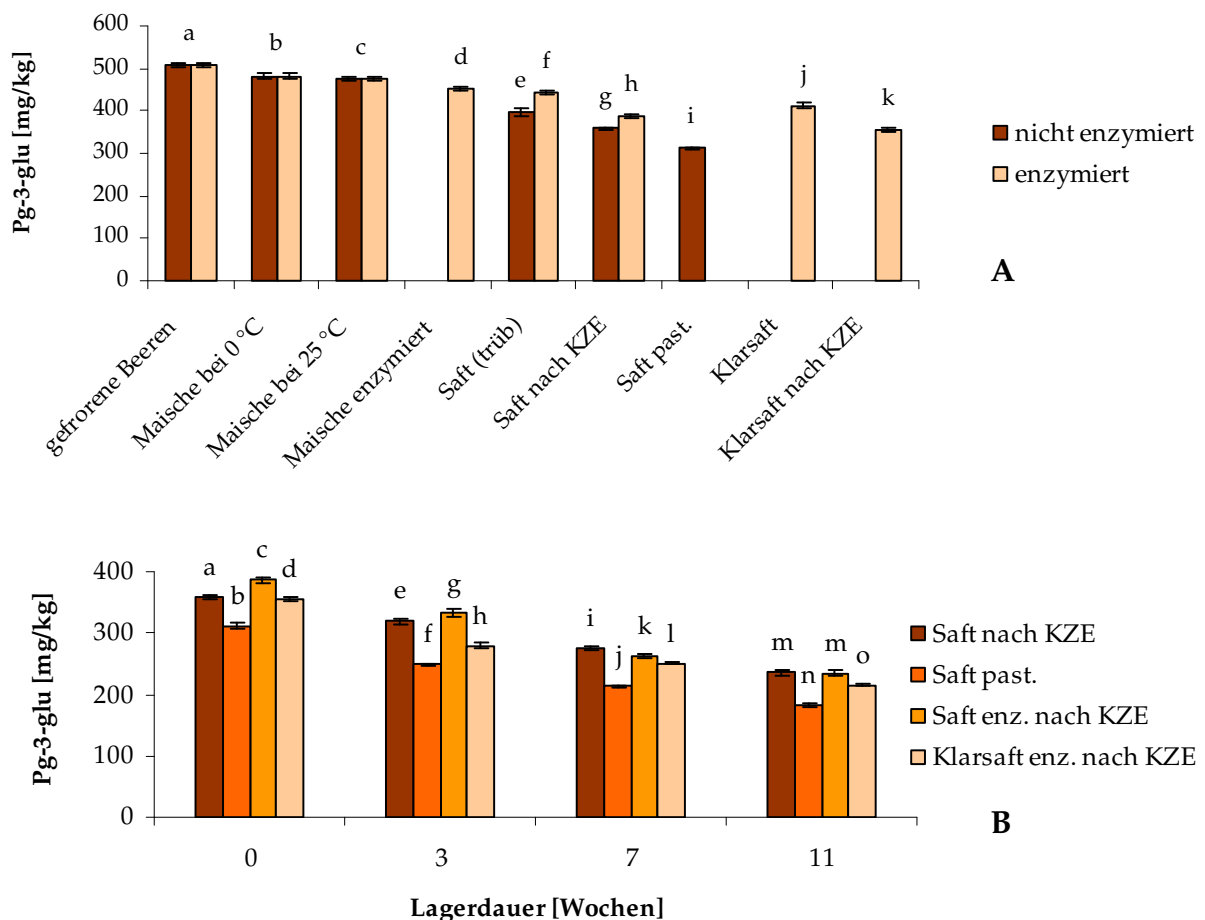 600
500
400
300
200
100
0
Pg-3-glu [mg/kg]
a
b
c
d
e
f
g
h
i
j
k
gefrorene Beeren
Maische bei 0 °C
Maische bei 25 °C
Maische enzymiert
Saft (trüb)
Saft nach KZE
Saft past.
Klarsaft
Klarsaft nach KZE
nicht enzymiert
enzymiert
A
400
300
200
100
0
Pg-3-glu [mg/kg]
a
b
c
d
e
f
g
h
i
j
k
l
m
n
m
o
0
3
7
11
Lagerdauer [Wochen]
Saft nach KZE
Saft past.
Saft enz. nach KZE
Klarsaft enz. nach KZE
B